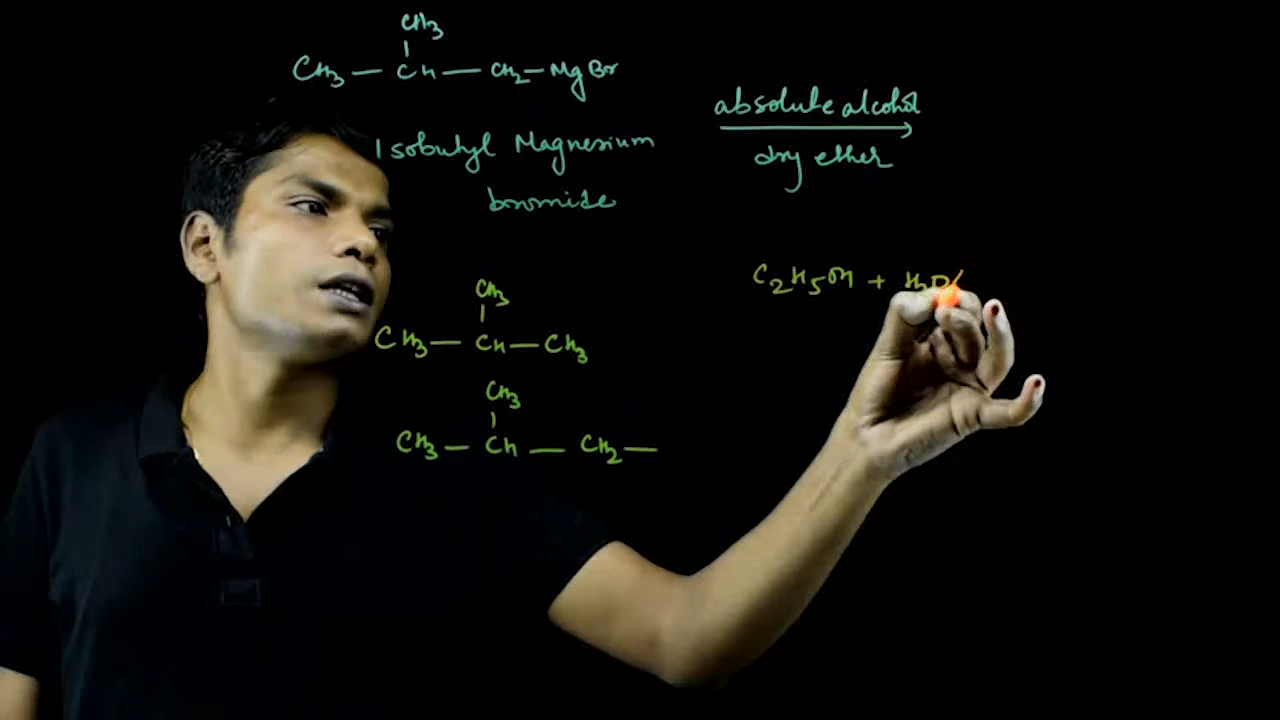 CH3
CH3 — CH — CH2 — MgBr
Isobutyl Magnesium
bromide
absolute alcohol
dry ether
C2H5OH + H2O
CH3
CH3 — CH — CH3
CH3
CH3 — CH — CH2 —